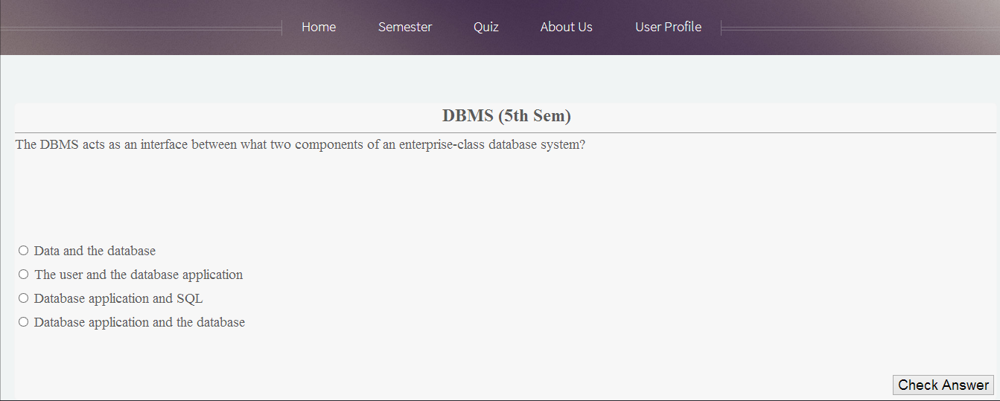 Home Semester Quiz About Us User Profile
DBMS (5th Sem)
The DBMS acts as an interface between what two components of an enterprise-class database system?
Data and the database
The user and the database application
Database application and SQL
Database application and the database
Check Answer